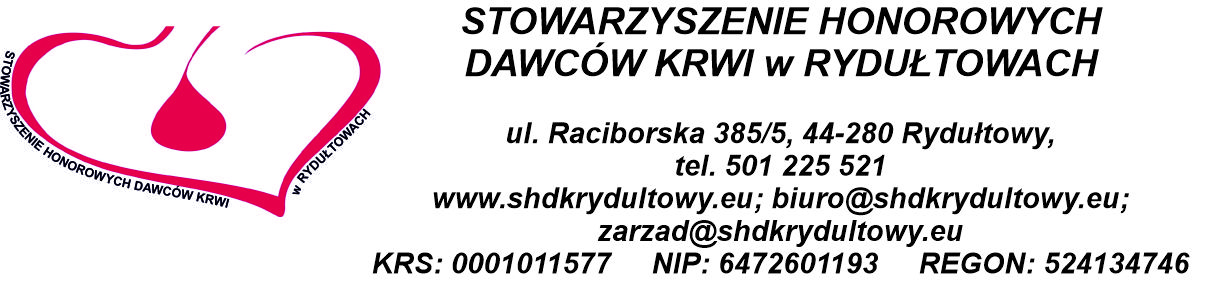 STOWARZYSZENIE HONOROWYCH DAWCÓW KRWI w RYDUŁTOWACH
STOWARZYSZENIE HONOROWYCH
DAWCÓW KRWI w RYDUŁTOWACH
ul. Raciborska 385/5, 44-280 Rydułtowy,
tel. 501 225 521
www.shdkrydultowy.eu; biuro@shdkrydultowy.eu;
zarzad@shdkrydultowy.eu
KRS: 0001011577 NIP: 6472601193 REGON: 524134746